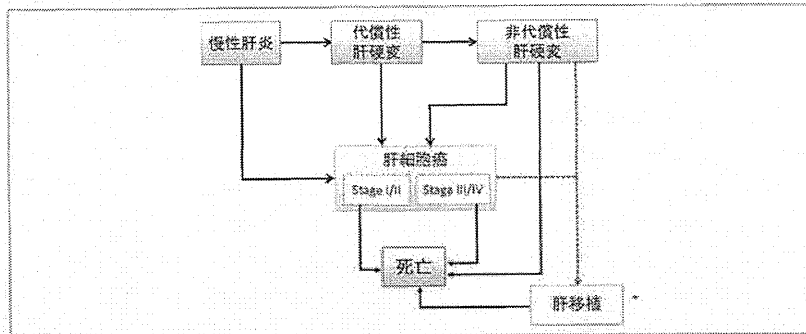 慢性肝炎
代償性
肝硬変
非代償性
肝硬変
肝細胞癌
Stage I/II
Stage III/IV
死亡
肝移植
*